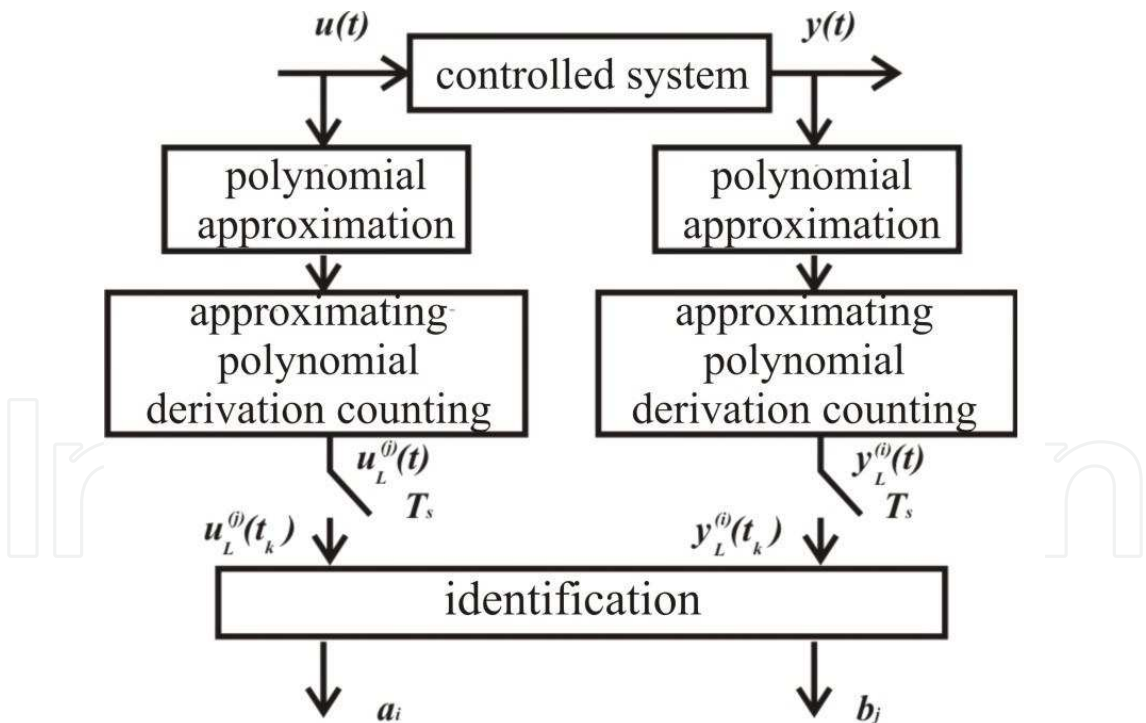 u(t) y(t)
controlled system
polynomial
approximation
polynomial
approximation
approximating
polynomial
derivation counting
approximating
polynomial
derivation counting
u_L^(j)(t)
y_L^(i)(t)
T_s
T_s
u_L^(j)(t_k)
y_L^(i)(t_k)
identification
a_i
b_j